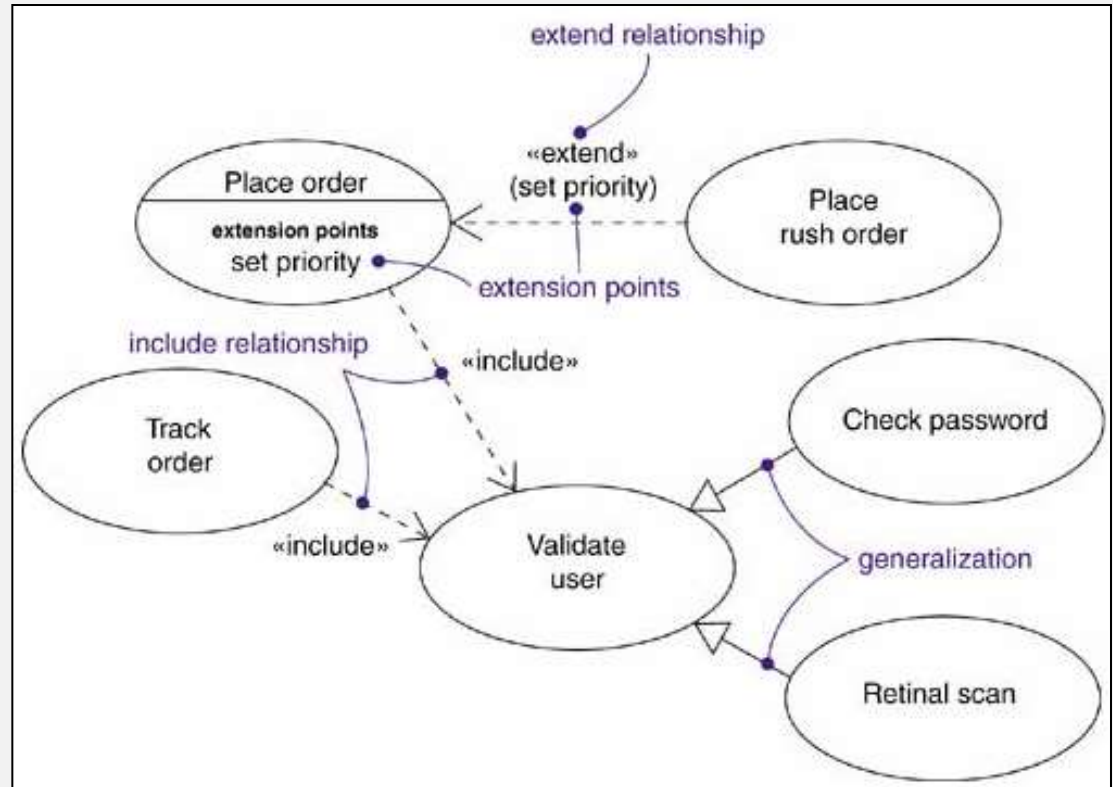 extend relationship
«extend»
(set priority)
Place order
extension points
set priority
Place
rush order
extension points
include relationship
«include»
Track
order
Check password
«include»
Validate
user
generalization
Retinal scan